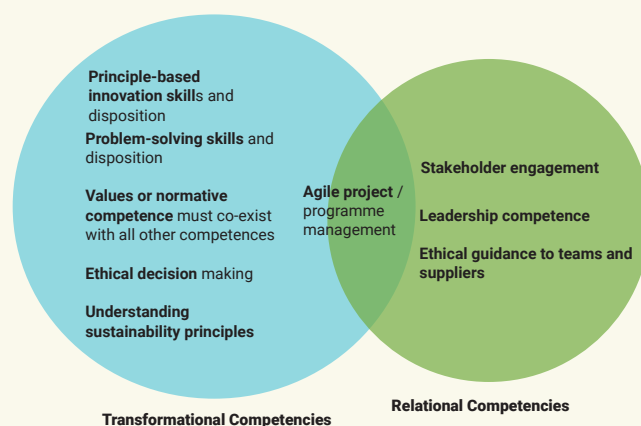 Principle-based
innovation skills and
disposition
Problem-solving skills and
disposition
Values or normative
competence must co-exist
with all other competences
Ethical decision making
Understanding
sustainability principles
Agile project /
programme
management
Stakeholder engagement
Leadership competence
Ethical guidance to teams and
suppliers
Transformational Competencies
Relational Competencies